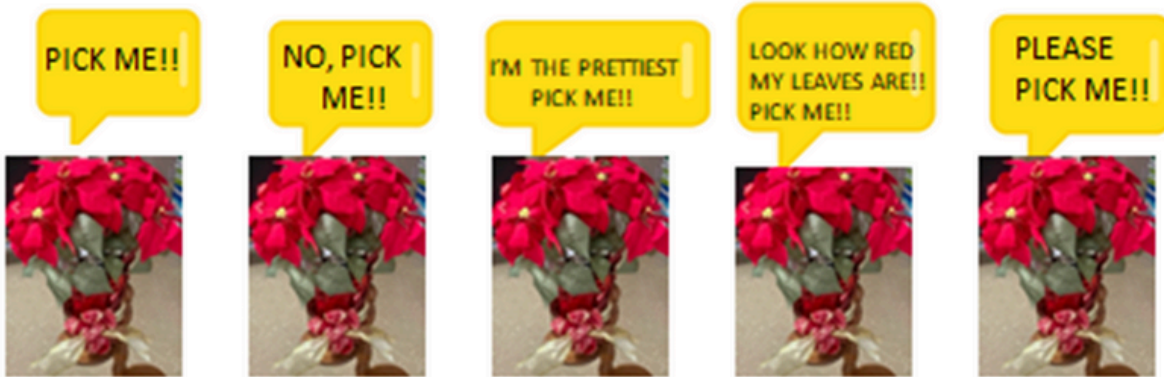 PICK ME!!
NO, PICK
ME!!
I'M THE PRETTIEST
PICK ME!!
LOOK HOW RED
MY LEAVES ARE!!
PICK ME!!
PLEASE
PICK ME!!